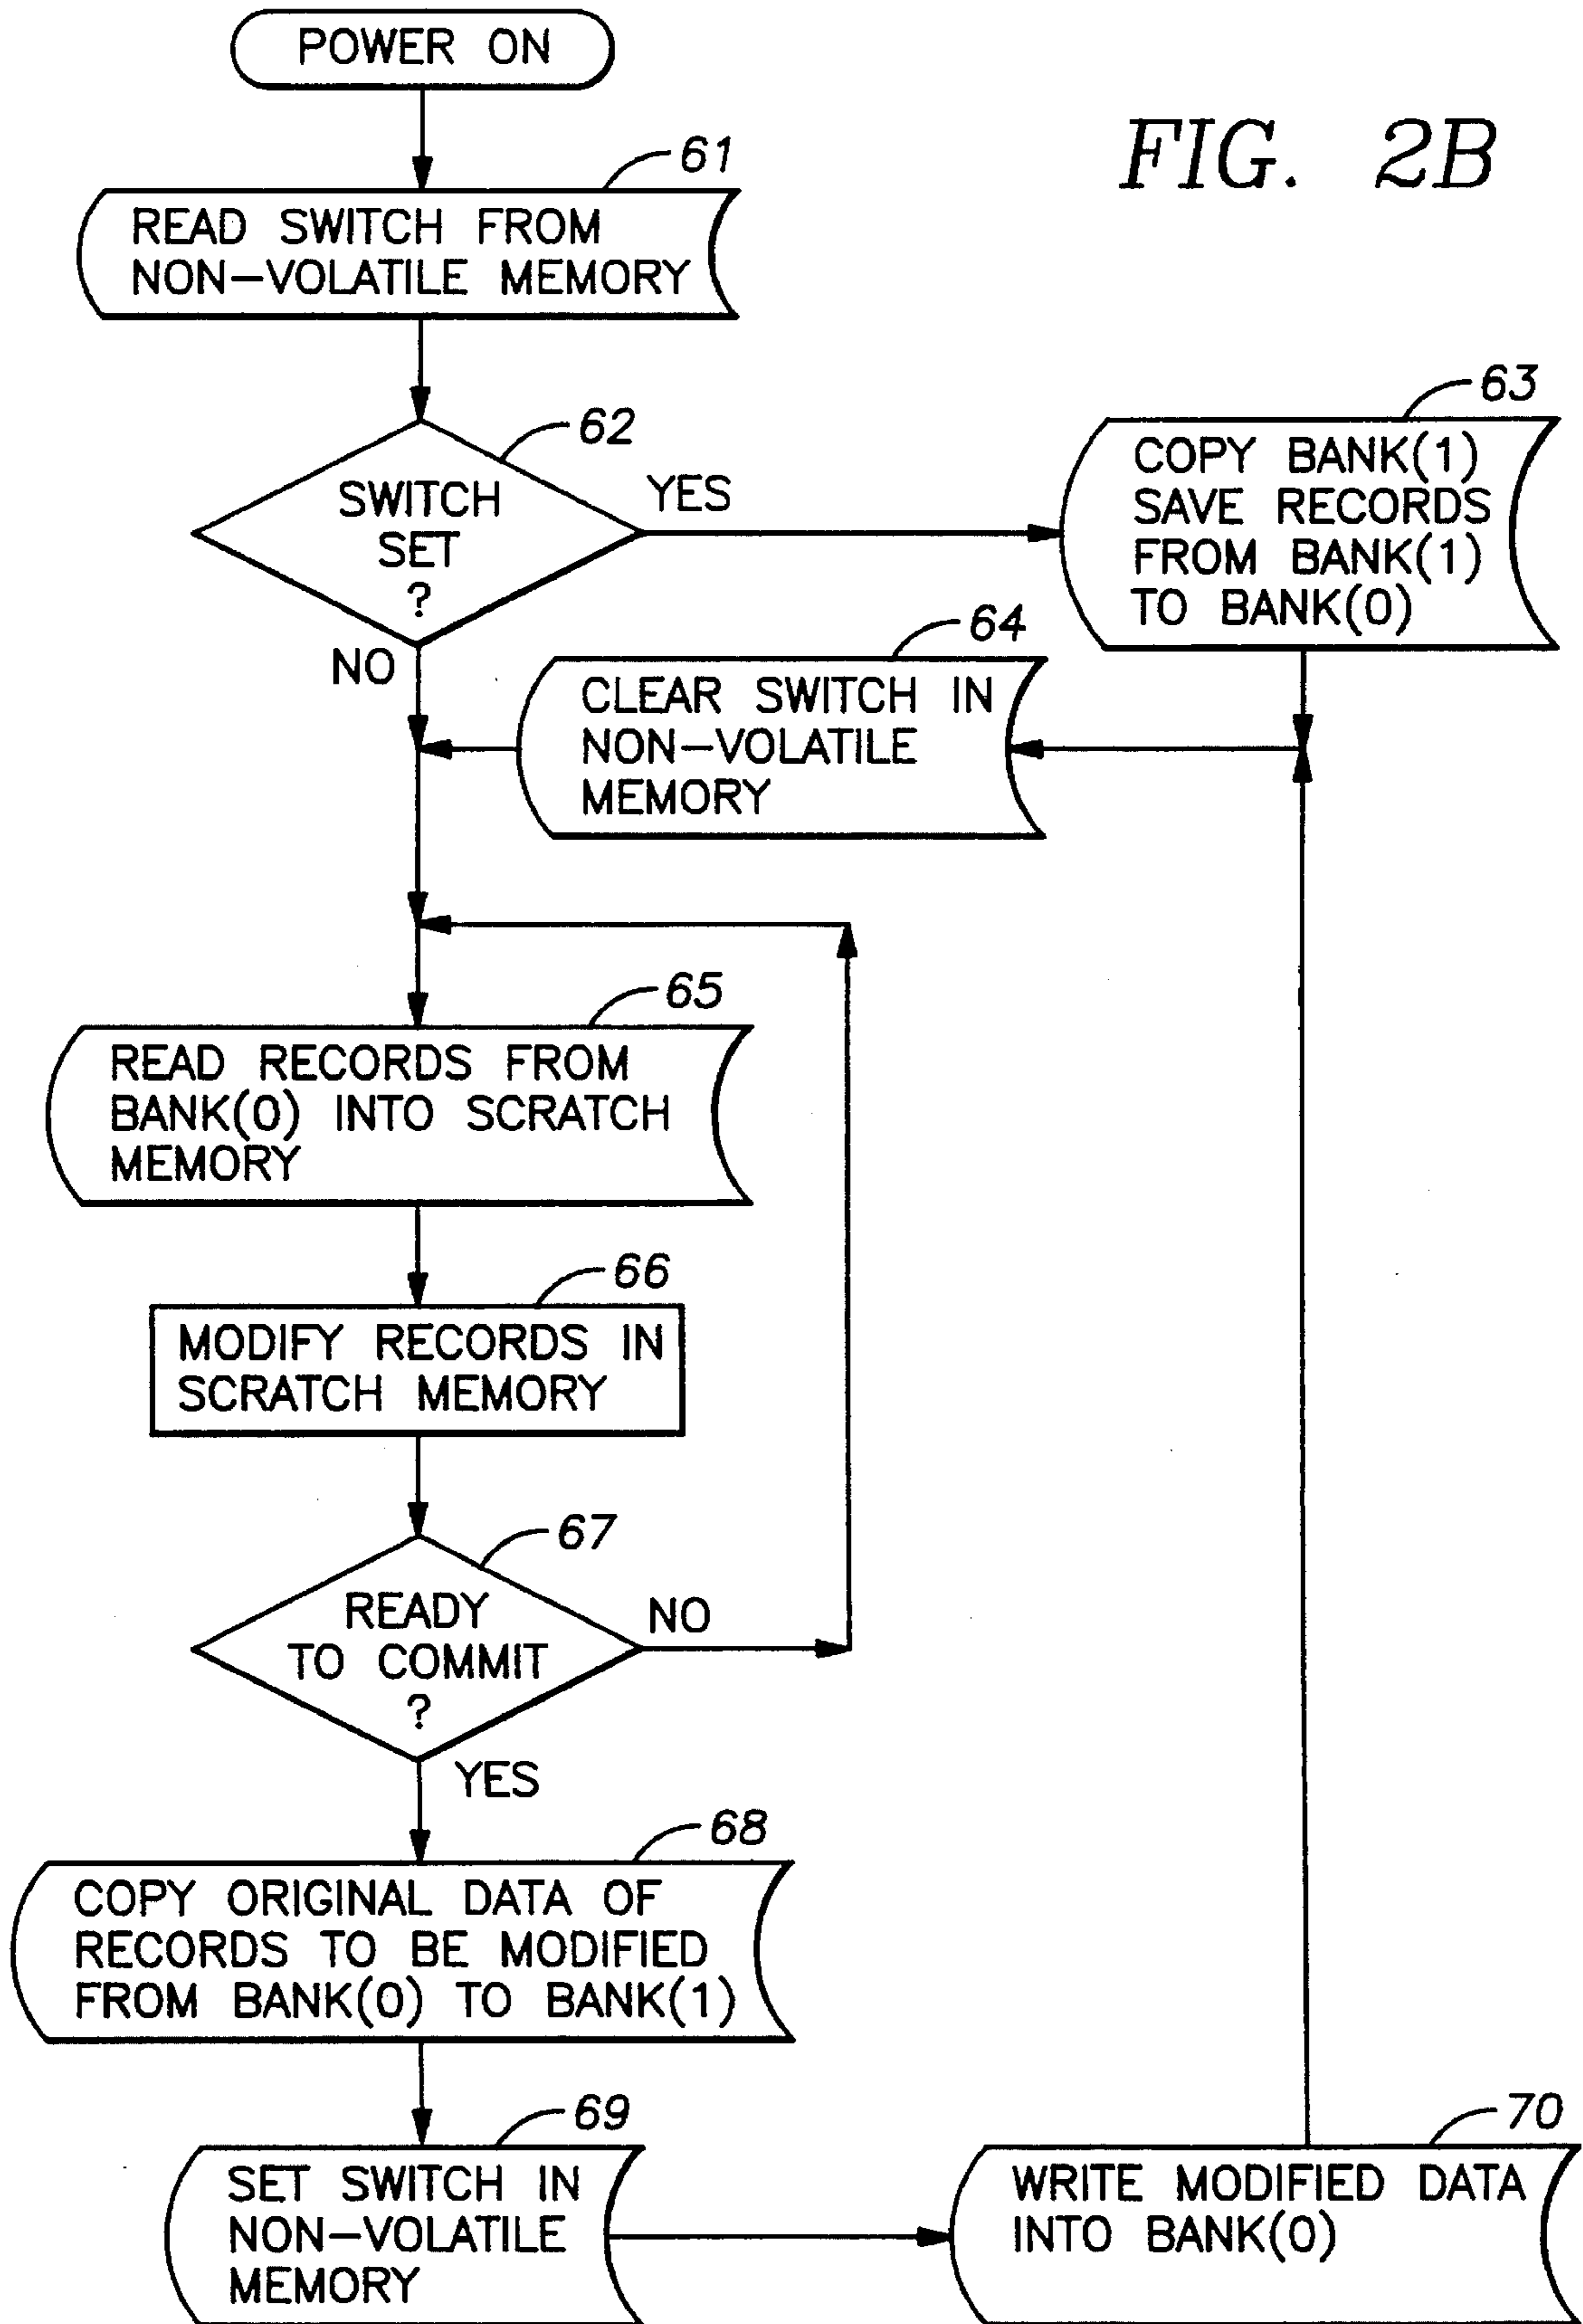 POWER ON
FIG. 2B
61
READ SWITCH FROM
NON-VOLATILE MEMORY
62
SWITCH
SET
?
YES
NO
63
COPY BANK(1)
SAVE RECORDS
FROM BANK(1)
TO BANK(0)
64
CLEAR SWITCH IN
NON-VOLATILE
MEMORY
65
READ RECORDS FROM
BANK(0) INTO SCRATCH
MEMORY
66
MODIFY RECORDS IN
SCRATCH MEMORY
67
READY
TO COMMIT
?
NO
YES
68
COPY ORIGINAL DATA OF
RECORDS TO BE MODIFIED
FROM BANK(0) TO BANK(1)
69
SET SWITCH IN
NON-VOLATILE
MEMORY
70
WRITE MODIFIED DATA
INTO BANK(0)